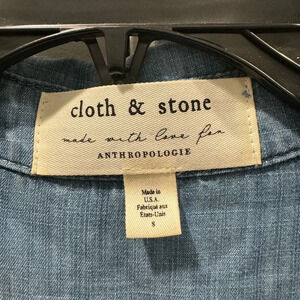 cloth & stone
made with love for
ANTHROPOLOGIE
Made in
U.S.A.
Fabriqué aux
États-Unis
S